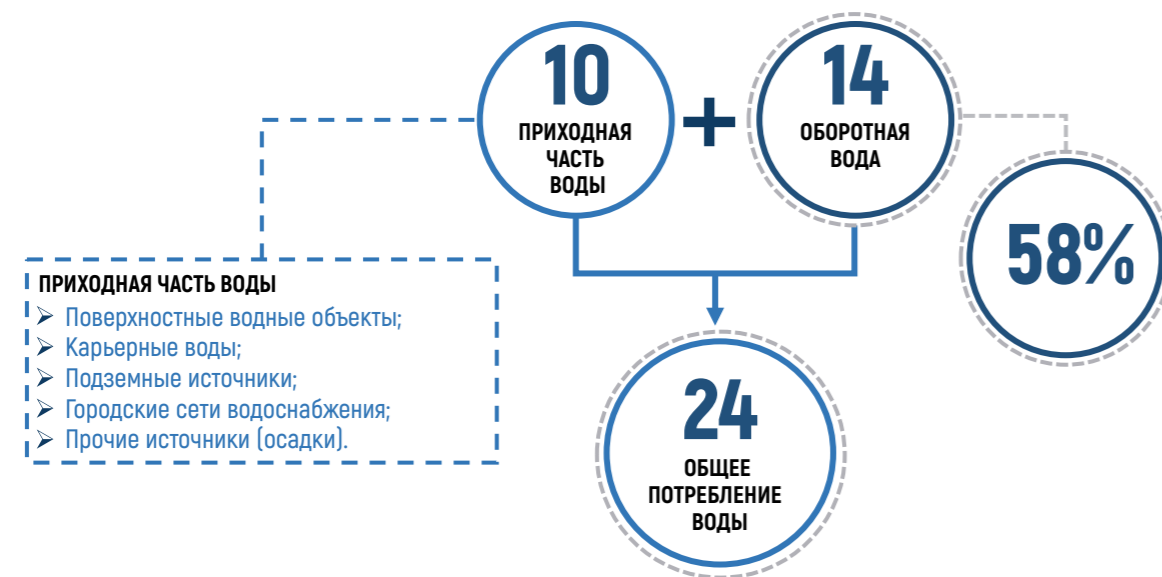 10
ПРИХОДНАЯ
ЧАСТЬ
ВОДЫ
+
14
ОБОРОТНАЯ
ВОДА
58%
ПРИХОДНАЯ ЧАСТЬ ВОДЫ
➢ Поверхностные водные объекты;
➢ Карьерные воды;
➢ Подземные источники;
➢ Городские сети водоснабжения;
➢ Прочие источники (осадки).
24
ОБЩЕЕ
ПОТРЕБЛЕНИЕ
ВОДЫ